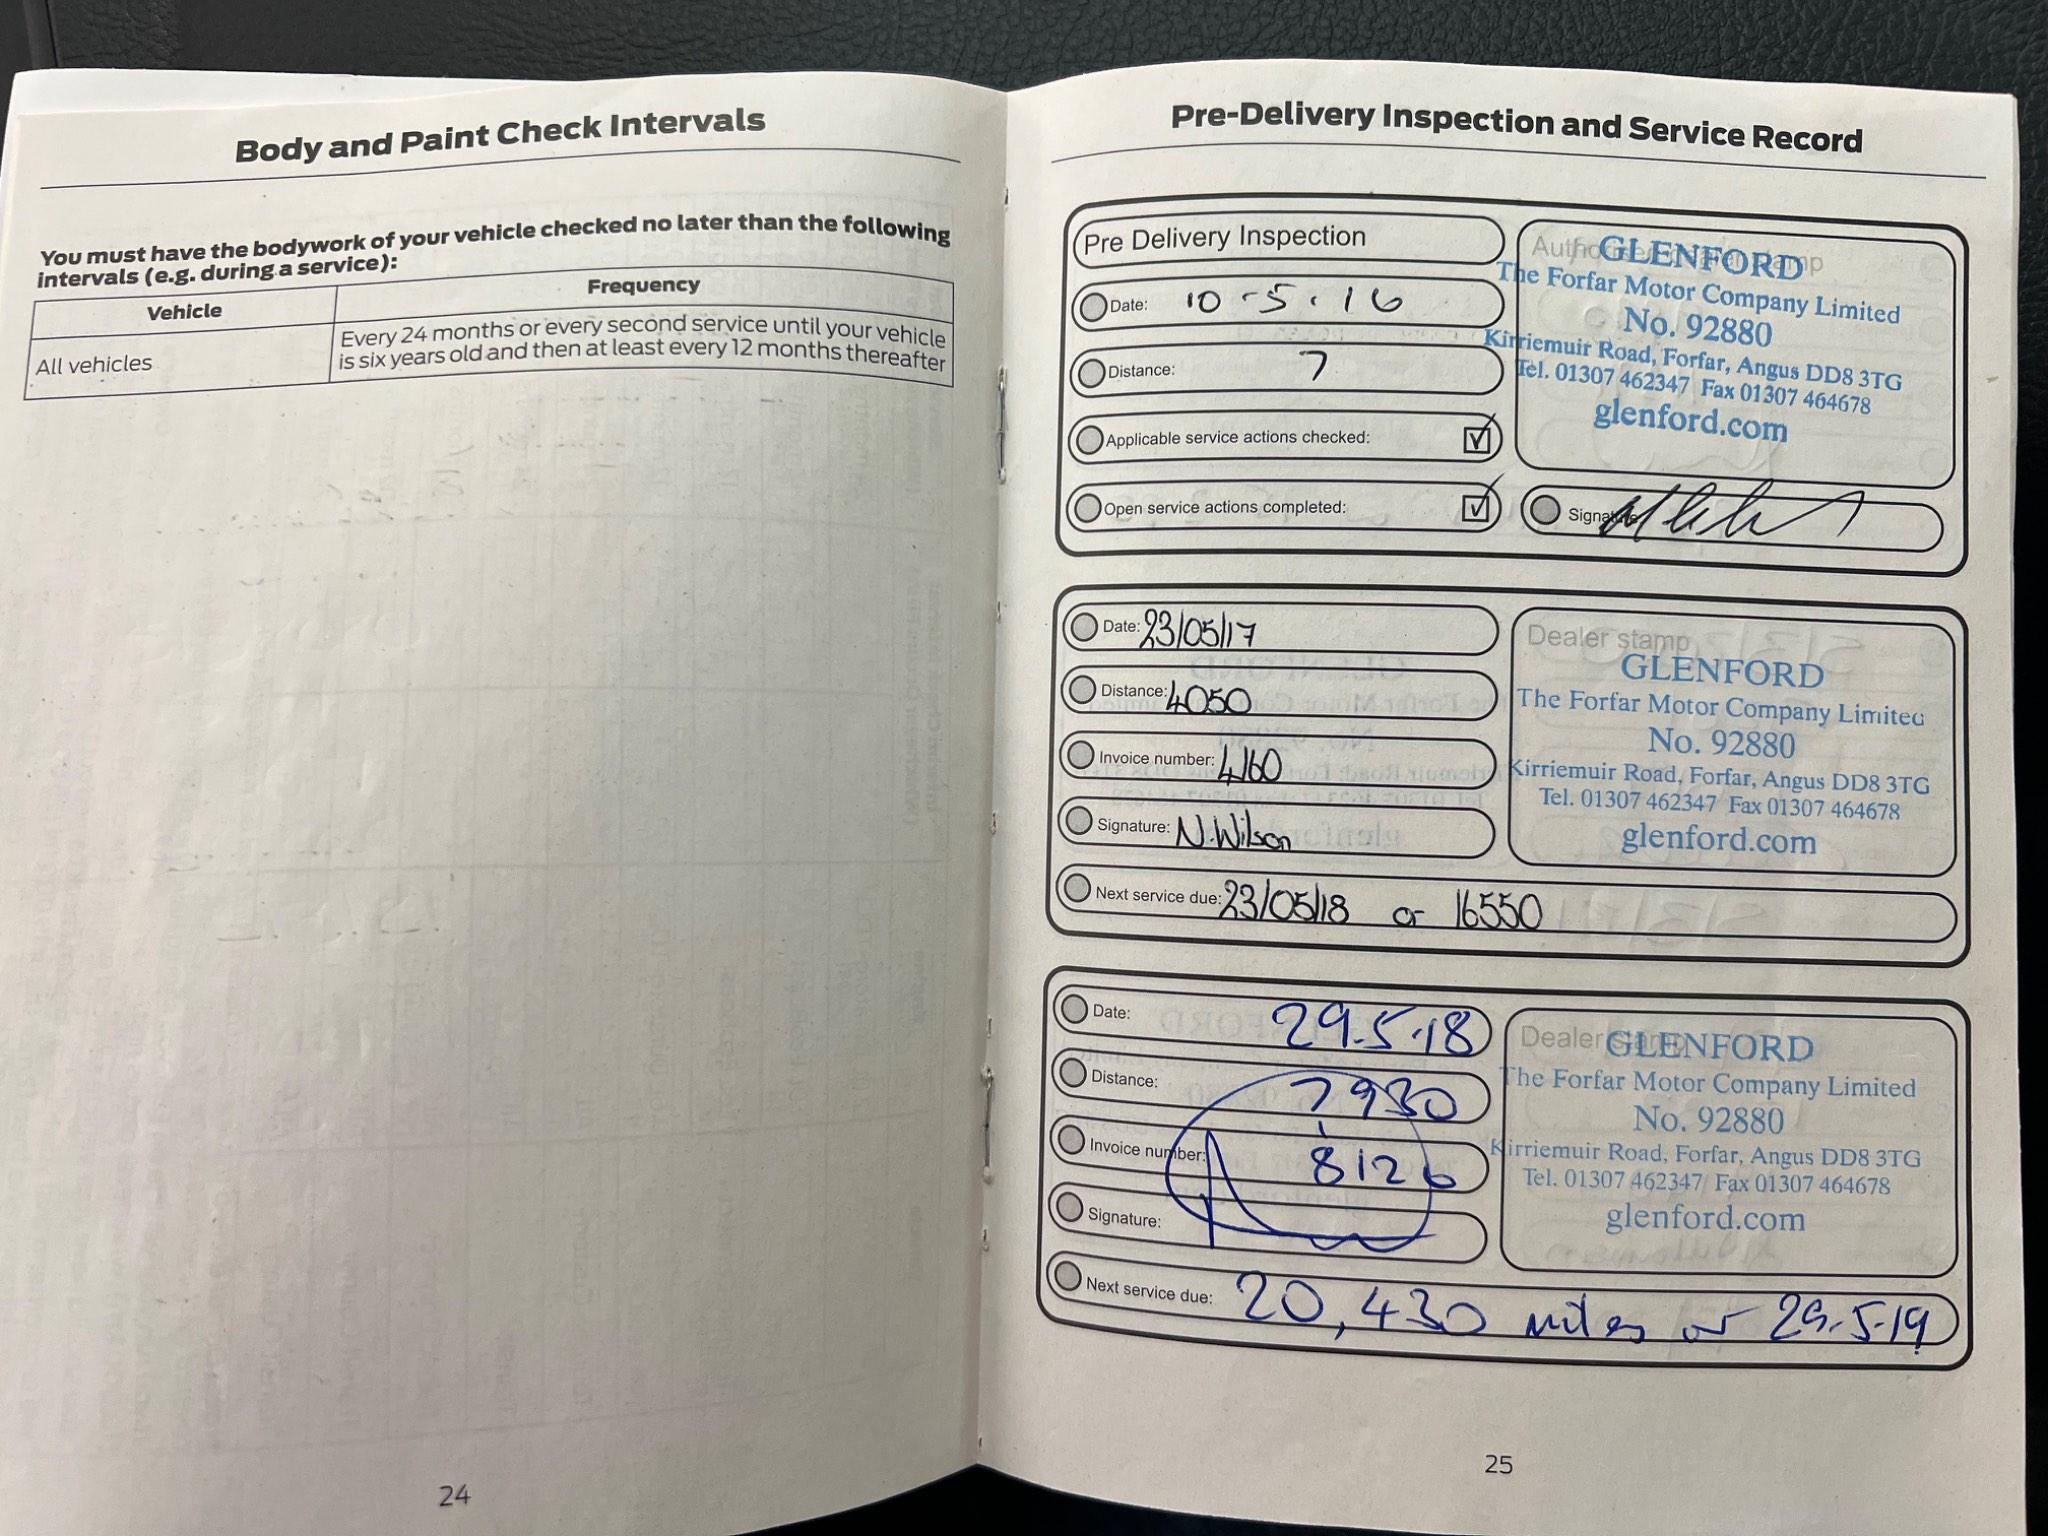 Body and Paint Check Intervals
You must have the bodywork of your vehicle checked no later than the following
intervals (e.g. during a service):
Vehicle
Frequency
All vehicles
Every 24 months or every second service until your vehicle
is six years old and then at least every 12 months thereafter
24
Pre-Delivery Inspection and Service Record
Pre Delivery Inspection
Date: 10-5.16
Distance: 7
Applicable service actions checked:
Open service actions completed:
GLENFORD
The Forfar Motor Company Limited
No. 92880
Kirriemuir Road, Forfar, Angus DD8 3TG
Tel. 01307 462347 Fax 01307 464678
glenford.com
Signature:
Date: 23/05/17
Distance: 4050
Invoice number: 4160
Signature: N.Wilson
Next service due: 23/05/18 or 16550
Dealer stamp
GLENFORD
The Forfar Motor Company Limited
No. 92880
Kirriemuir Road, Forfar, Angus DD8 3TG
Tel. 01307 462347 Fax 01307 464678
glenford.com
Date: 29.5.18
Distance: 7930
Invoice number: 8126
Signature:
Next service due: 20,430 miles or 29.5.19
Dealer stamp
GLENFORD
The Forfar Motor Company Limited
No. 92880
Kirriemuir Road, Forfar, Angus DD8 3TG
Tel. 01307 462347 Fax 01307 464678
glenford.com
25